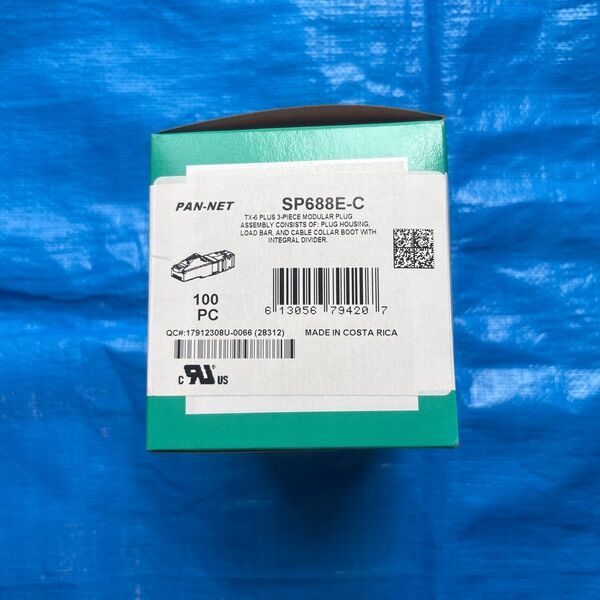 PAN-NET
SP688E-C
TX-6 PLUS 3-PIECE MODULAR PLUG
ASSEMBLY CONSISTS OF: PLUG HOUSING,
LOAD BAR, AND CABLE COLLAR BOOT WITH
INTEGRAL DIVIDER.
100
PC
6 13056 79420 7
QC#:17912308U-0066 (28312)
MADE IN COSTA RICA
C RU US